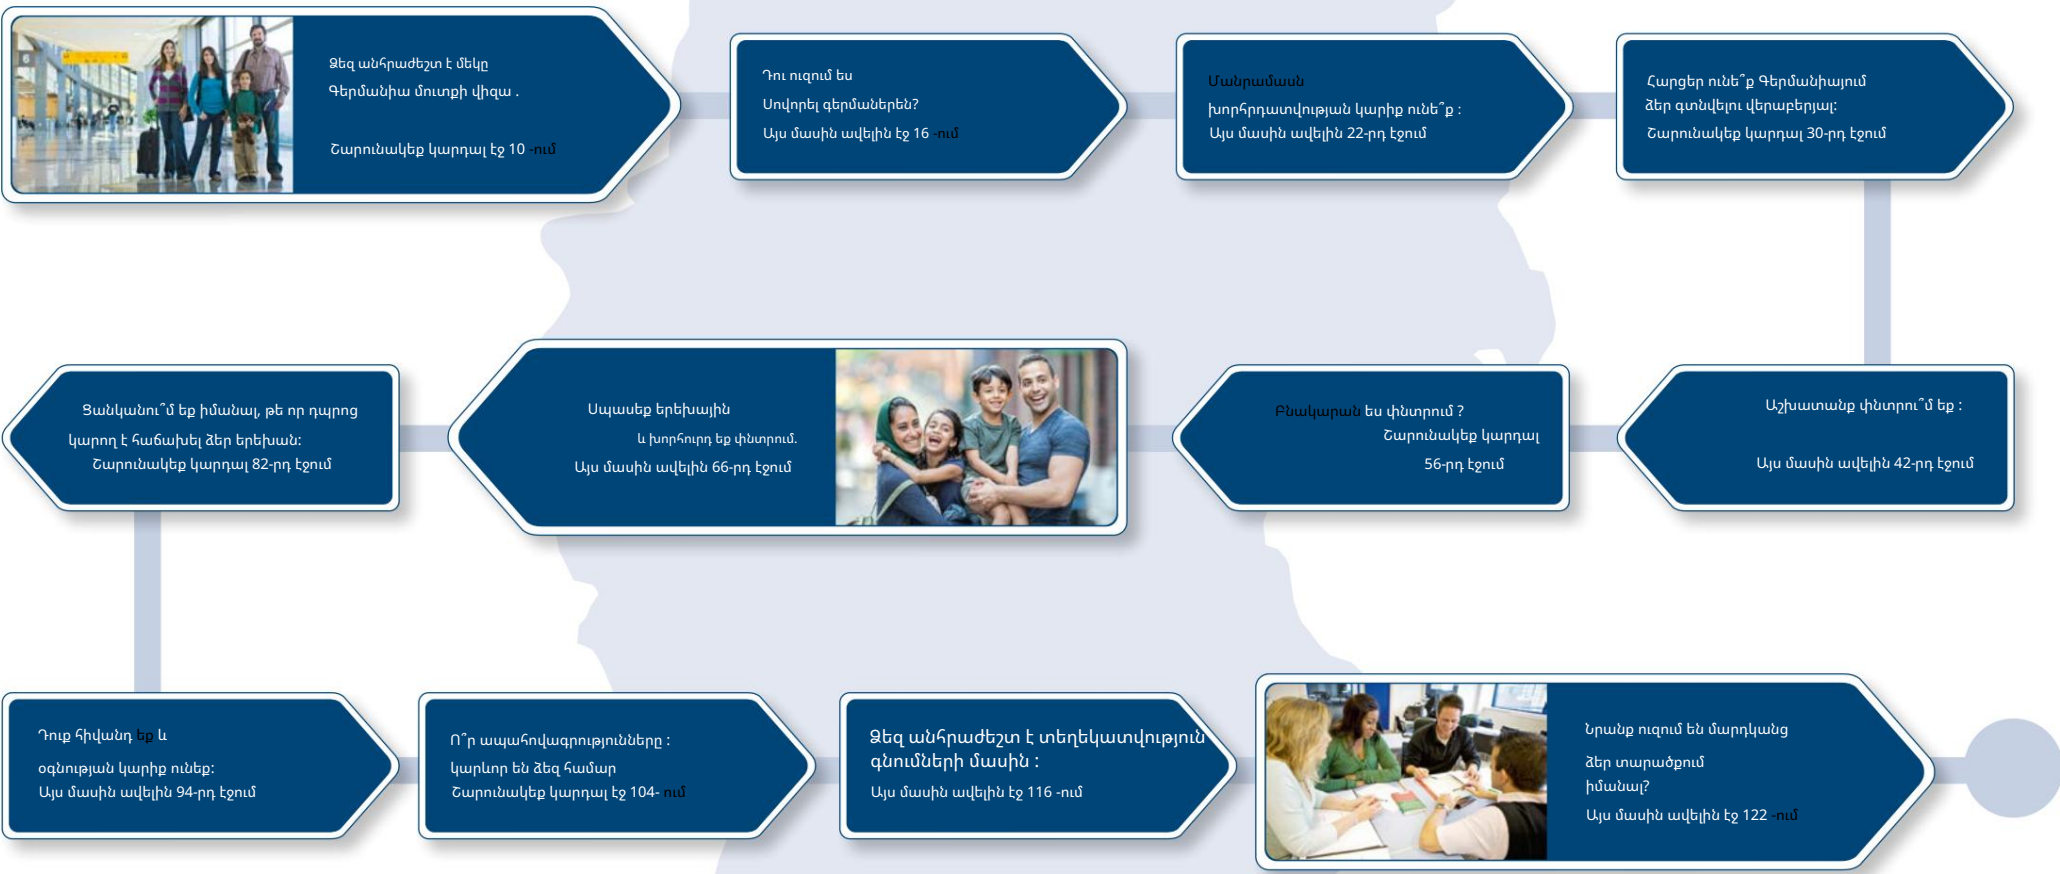 Ձեզ անհրաժեշտ է մեկը
Գերմանիա մուտքի վիզա .
Շարունակեք կարդալ էջ 10 -ում
Դու ուզում ես
Սովորել գերմաներեն?
Այս մասին ավելին էջ 16 -ում
Մանրամասն
խորհրդատվության կարիք ունե՞ք :
Այս մասին ավելին 22-րդ էջում
Հարցեր ունե՞ք Գերմանիայում
ձեր գտնվելու վերաբերյալ:
Շարունակեք կարդալ 30-րդ էջում
Աշխատանք փնտրու՞մ եք :
Այս մասին ավելին 42-րդ էջում
Բնակարան ես փնտրում ?
Շարունակեք կարդալ
56-րդ էջում
Սպասեք երեխային
և խորհուրդ եք փնտրում.
Այս մասին ավելին 66-րդ էջում
Ցանկանու՞մ եք իմանալ, թե որ դպրոց
կարող է հաճախել ձեր երեխան:
Շարունակեք կարդալ 82-րդ էջում
Դուք հիվանդ եք և
օգնության կարիք ունեք:
Այս մասին ավելին 94-րդ էջում
Ո՞ր ապահովագրությունները :
կարևոր են ձեզ համար
Շարունակեք կարդալ էջ 104- ում
Ձեզ անհրաժեշտ է տեղեկատվություն
գնումների մասին :
Այս մասին ավելին էջ 116 -ում
Նրանք ուզում են մարդկանց
ձեր տարածքում
իմանալ?
Այս մասին ավելին էջ 122 -ում